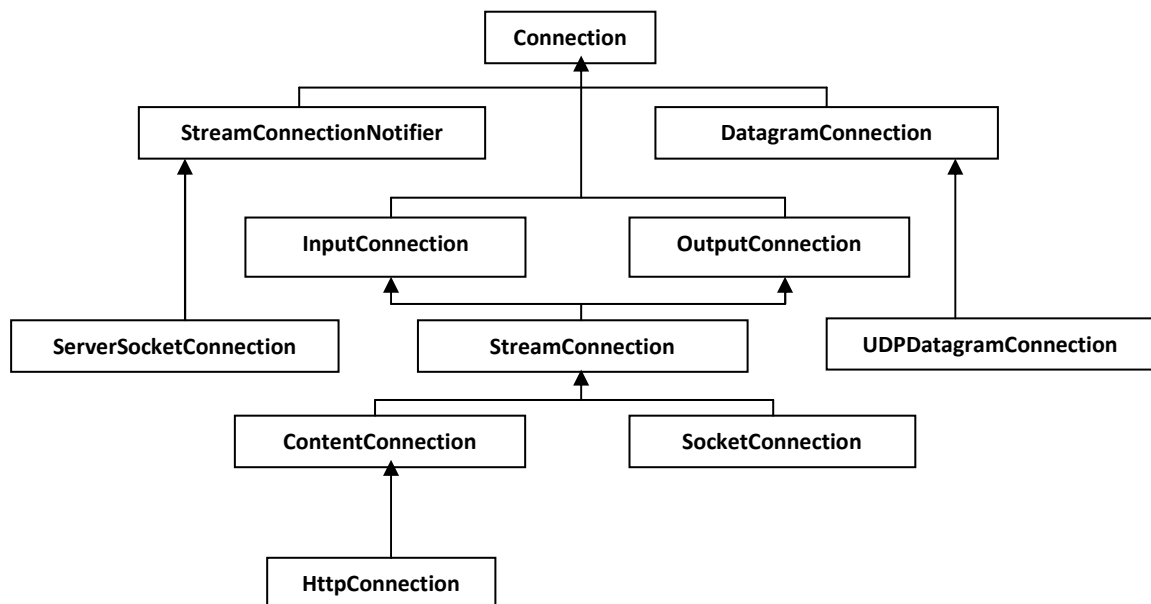 Connection
StreamConnectionNotifier
DatagramConnection
InputConnection
OutputConnection
ServerSocketConnection
StreamConnection
UDPDatagramConnection
ContentConnection
SocketConnection
HttpConnection